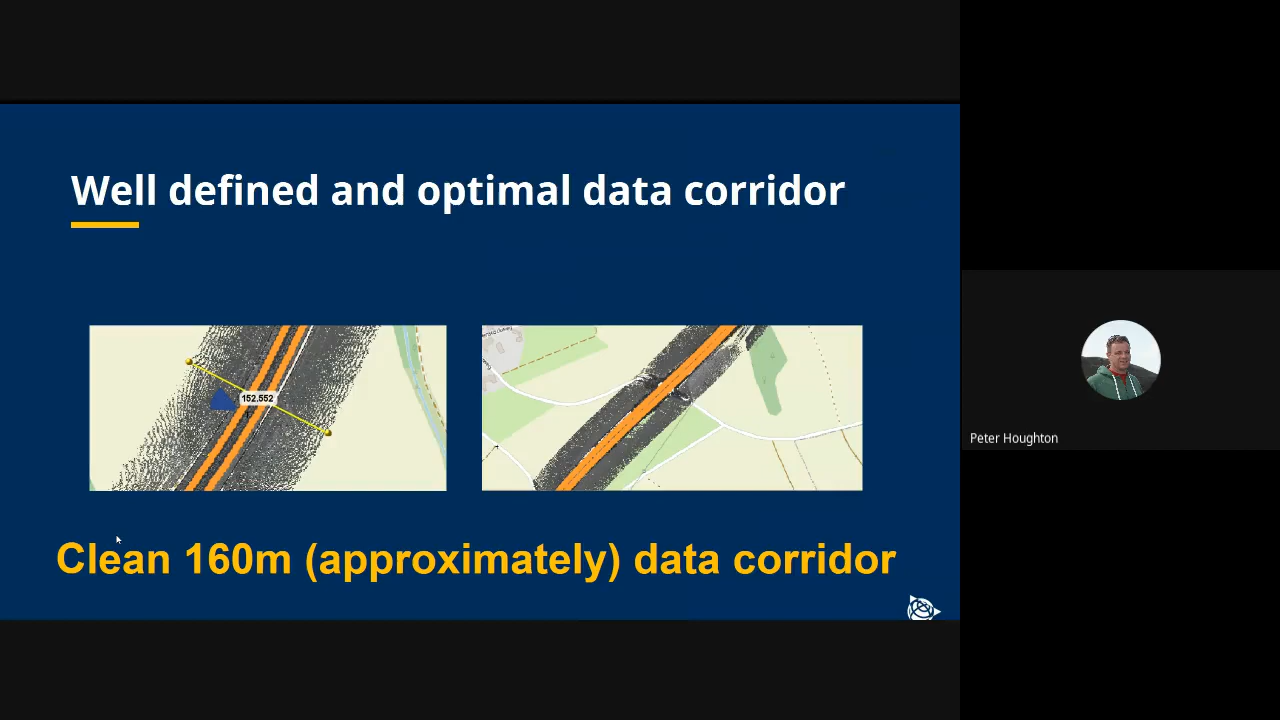 Well defined and optimal data corridor
152.552
Clean 160m (approximately) data corridor
Peter Houghton